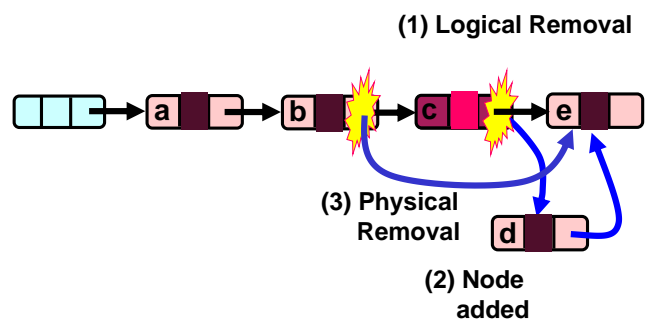 (1) Logical Removal
a
b
c
e
(3) Physical
Removal
d
(2) Node
added